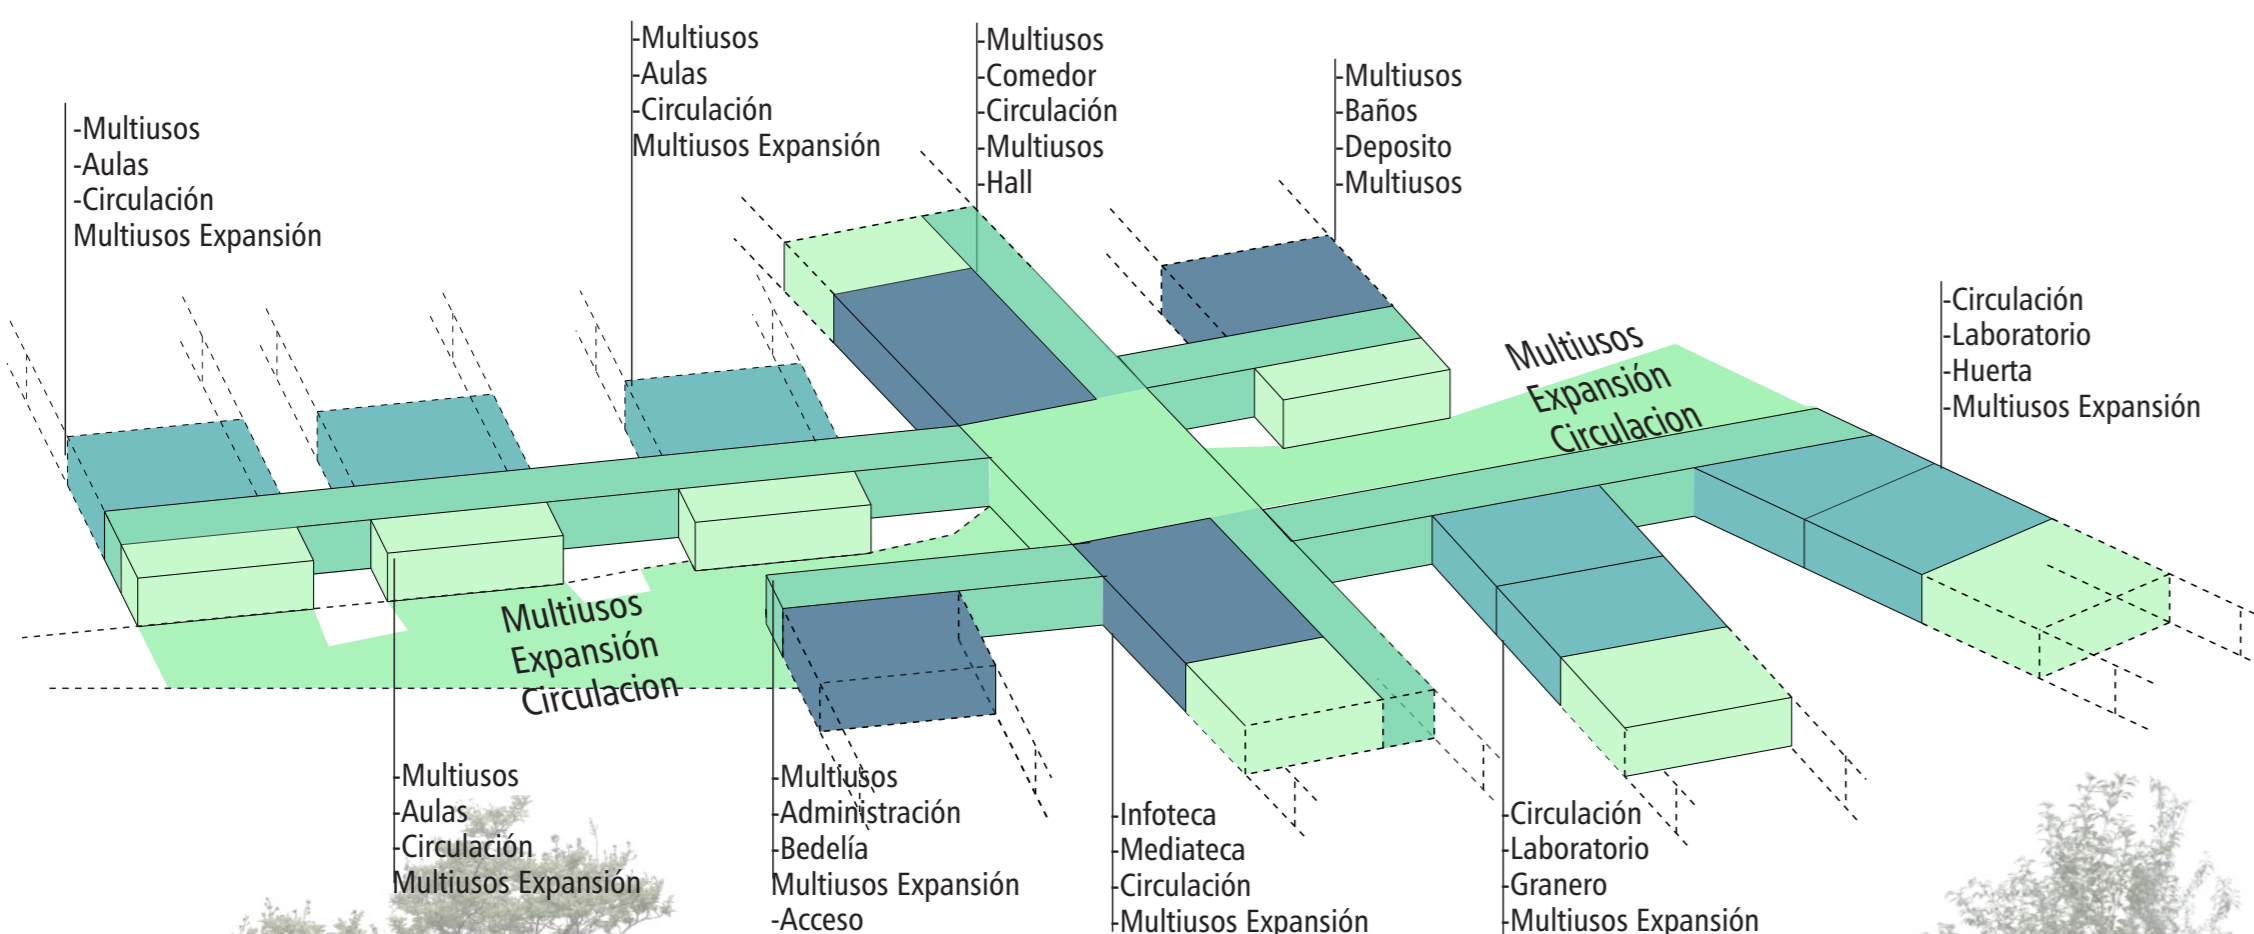 -Multiusos
-Aulas
-Circulación
Multiusos Expansión
-Multiusos
-Aulas
-Circulación
Multiusos Expansión
-Multiusos
-Comedor
-Circulación
-Multiusos
-Hall
-Multiusos
-Baños
-Deposito
-Multiusos
-Circulación
-Laboratorio
-Huerta
-Multiusos Expansión
Multiusos
Expansión
Circulacion
Multiusos
Expansión
Circulacion
-Multiusos
-Aulas
-Circulación
Multiusos Expansión
-Multiusos
-Administración
-Bedelía
Multiusos Expansión
-Acceso
-Infoteca
-Mediateca
-Circulación
-Multiusos Expansión
-Circulación
-Laboratorio
-Granero
-Multiusos Expansión